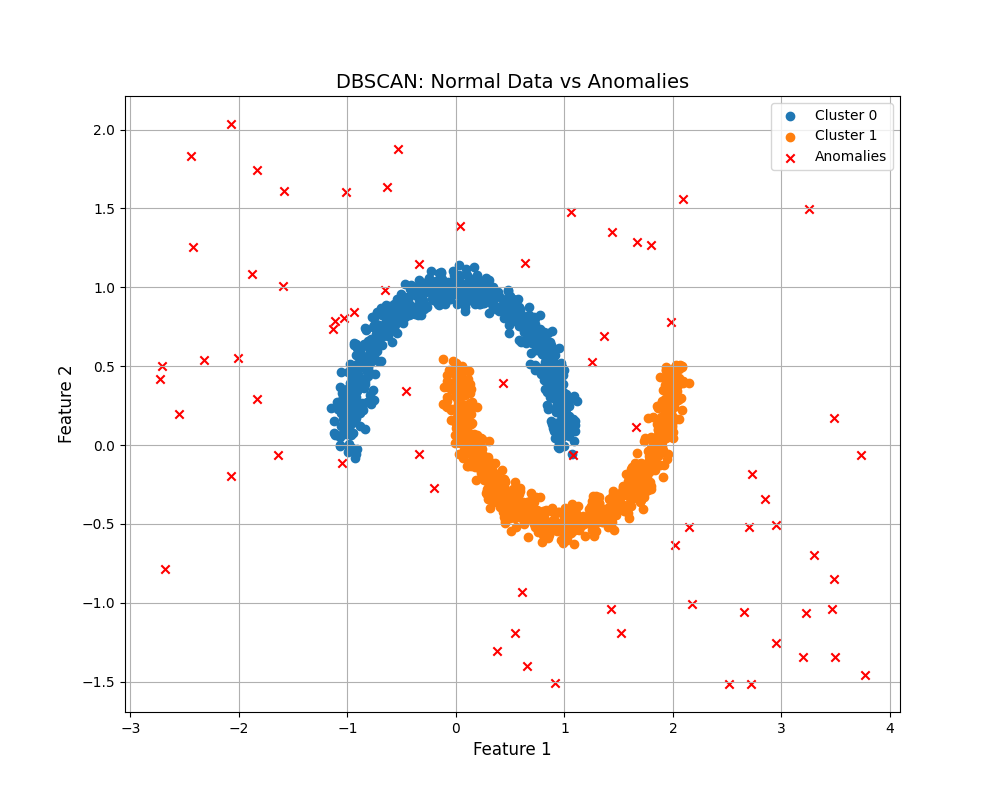 DBSCAN: Normal Data vs Anomalies
Cluster 0
Cluster 1
Anomalies
2.0
1.5
1.0
0.5
0.0
−0.5
−1.0
−1.5
Feature 2
−3
−2
−1
0
1
2
3
4
Feature 1